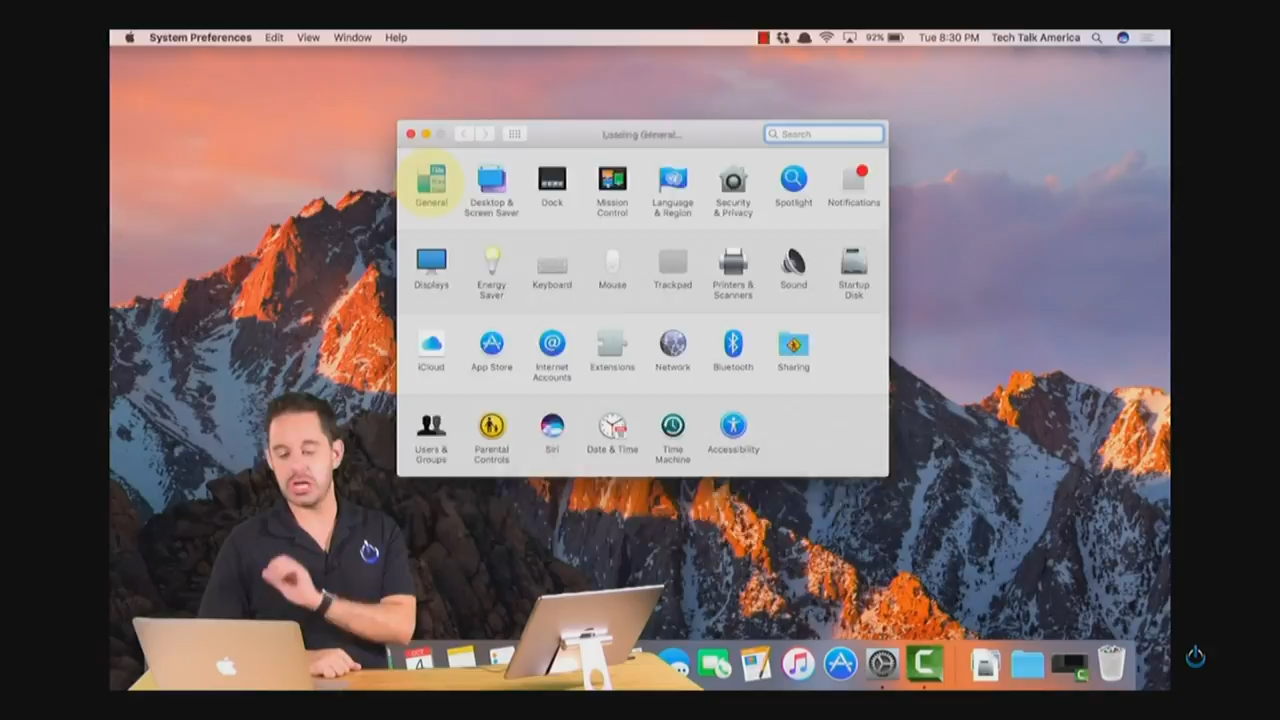 System Preferences Edit View Window Help 92% Tue 8:30 PM Tech Talk America
Loading General... Search
General Desktop & Screen Saver Dock Mission Control Language & Region Security & Privacy Spotlight Notifications
Displays Energy Saver Keyboard Mouse Trackpad Printers & Scanners Sound Startup Disk
iCloud App Store Internet Accounts Extensions Network Bluetooth Sharing
Users & Groups Parental Controls Siri Date & Time Time Machine Accessibility
OCT
4